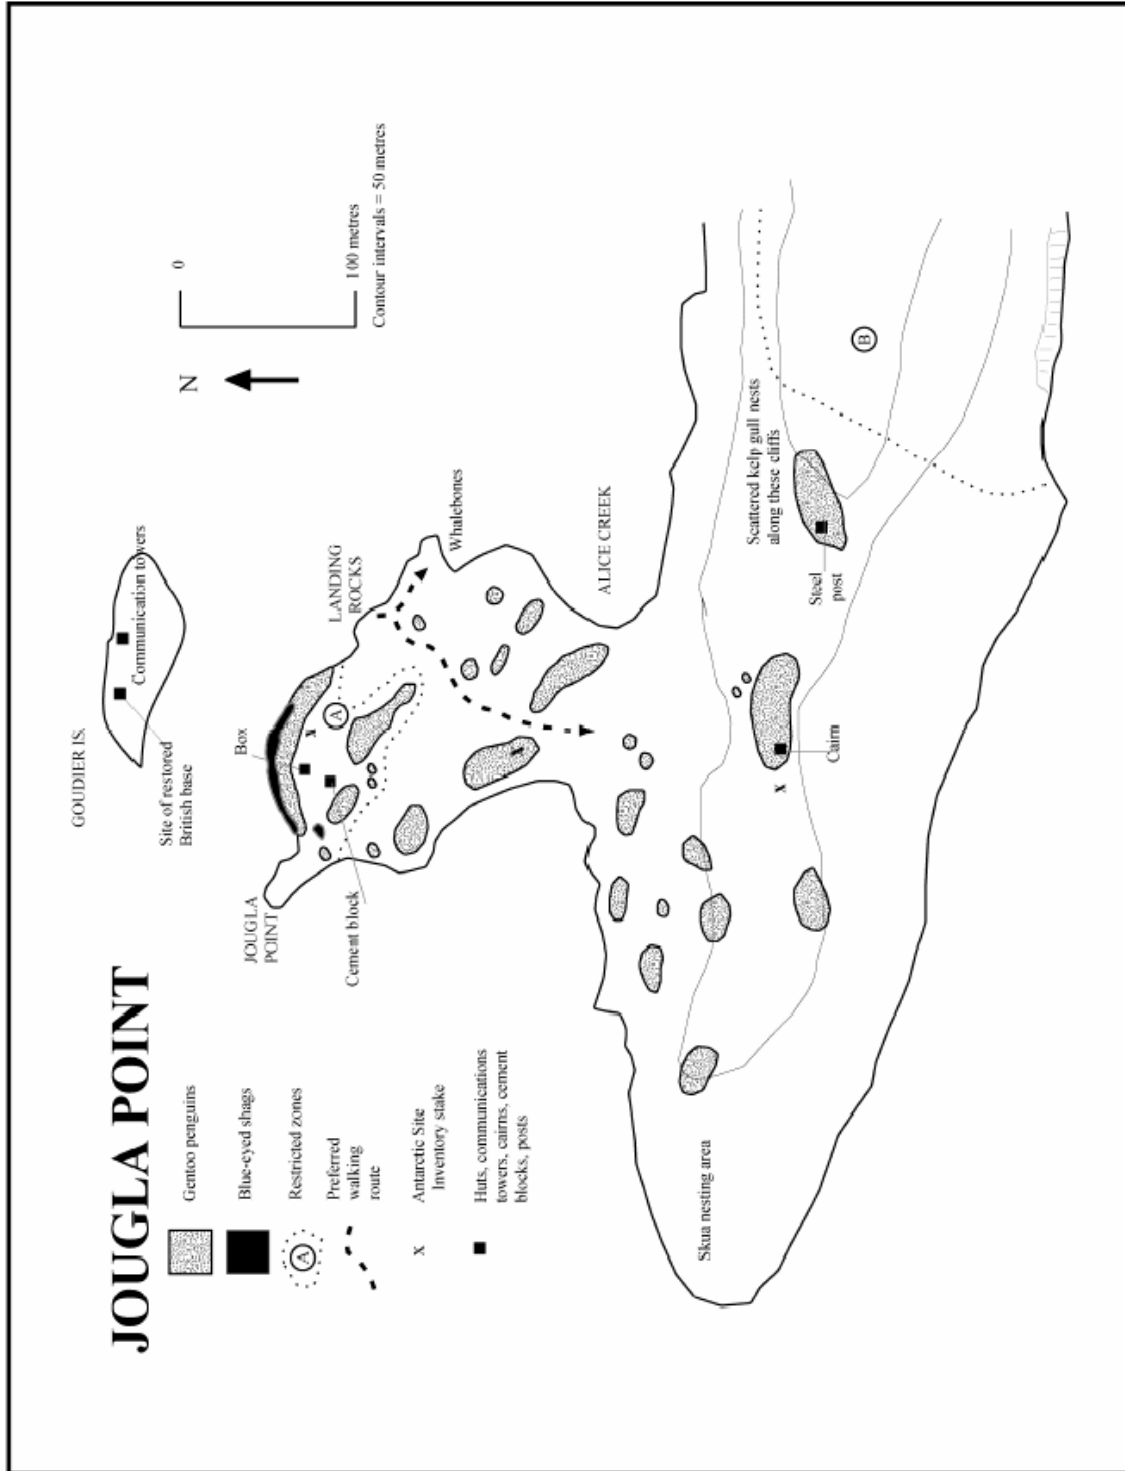 JOUGLA POINT
Gentoo penguins
Blue-eyed shags
A
Restricted zones
Preferred
walking
route
x
Antarctic Site
Inventory stake
Huts, communications
towers, cairns, cement
blocks, posts
GOUDIER IS.
Site of restored
British base
Communication towers
N
0
100 metres
Contour intervals = 50 metres
JOUGLA
POINT
Box
Cement block
A
x
LANDING
ROCKS
Whalebones
ALICE CREEK
Scattered kelp gull nests
along these cliffs
Steel
post
B
x
Cairn
Skua nesting area